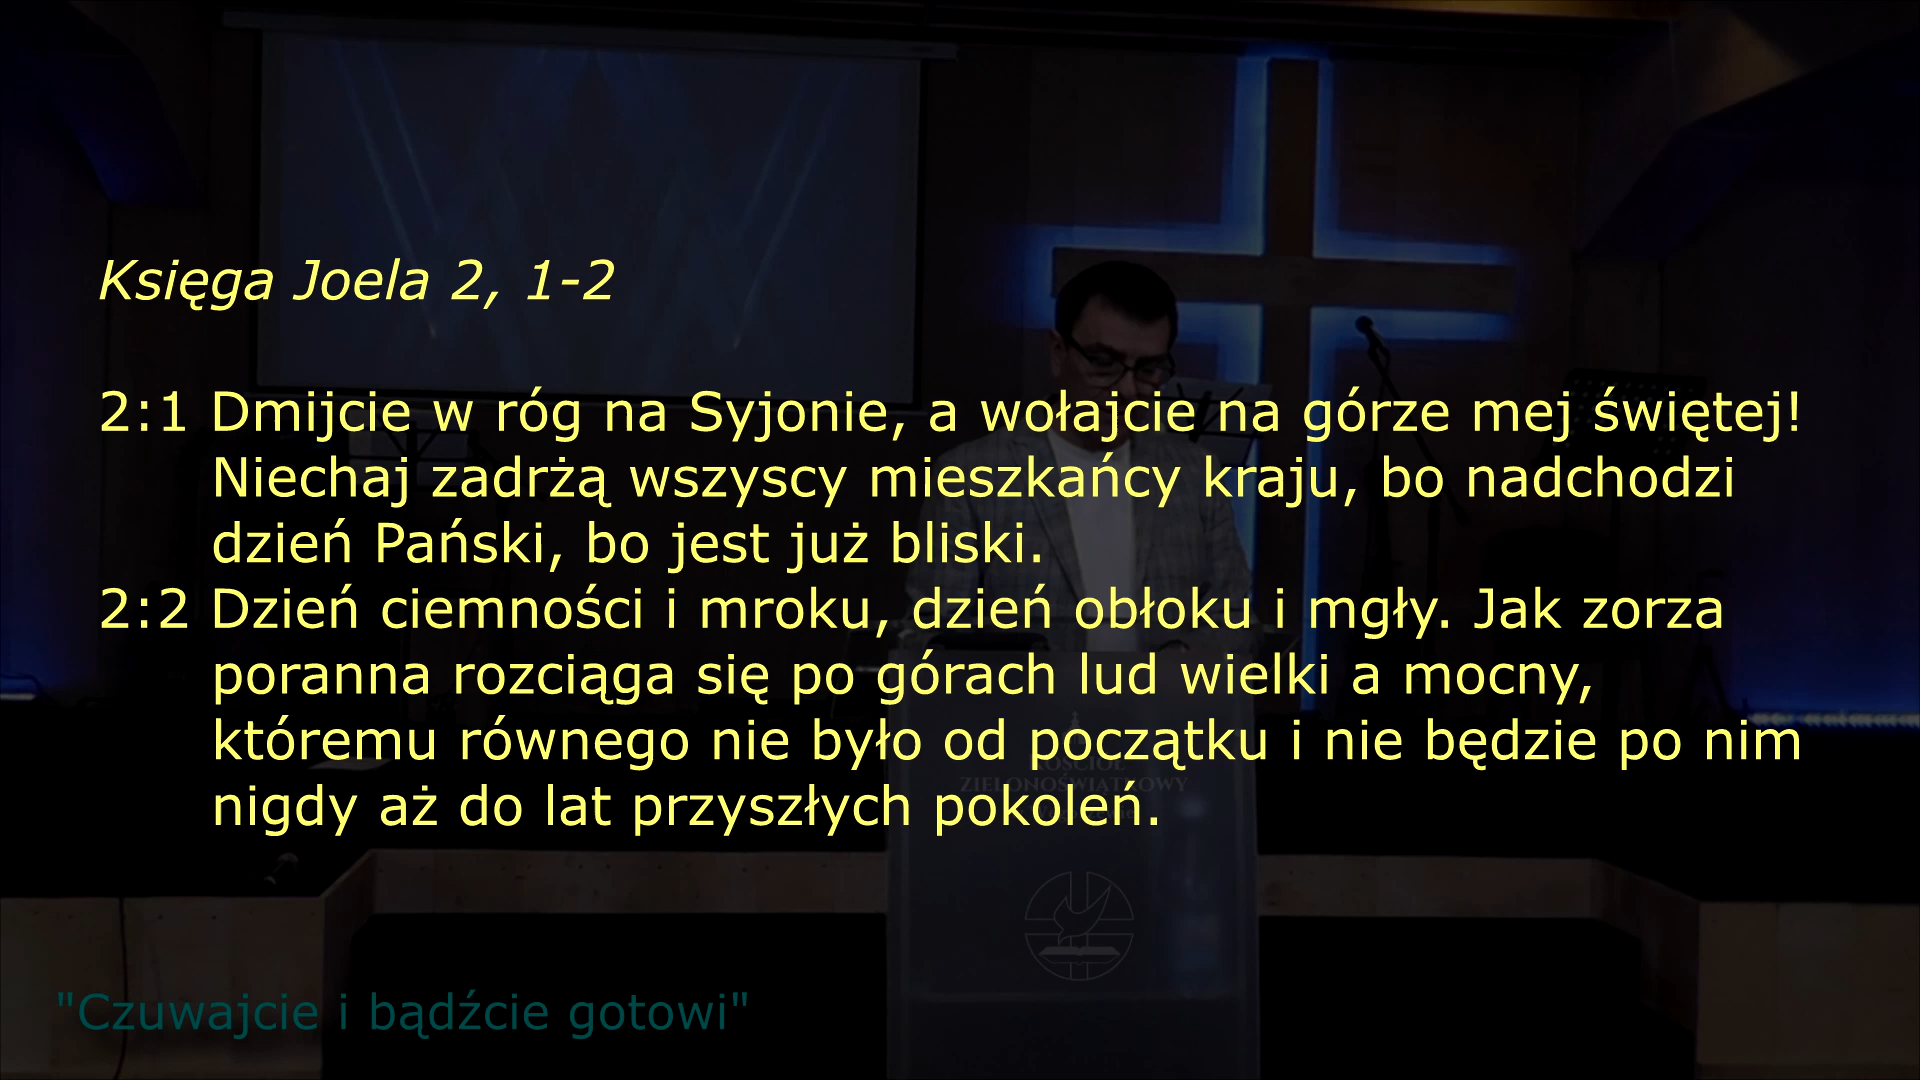 Księga Joela 2, 1-2
2:1 Dmijcie w róg na Syjonie, a wołajcie na górze mej świętej!
Niechaj zadrżą wszyscy mieszkańcy kraju, bo nadchodzi
dzień Pański, bo jest już bliski.
2:2 Dzień ciemności i mroku, dzień obłoku i mgły. Jak zorza
poranna rozciąga się po górach lud wielki a mocny,
któremu równego nie było od początku i nie będzie po nim
KOŚCIÓŁ
ZIELONOŚWIĄTKOWY
nigdy aż do lat przyszłych pokoleń.
"Czuwajcie i bądźcie gotowi"